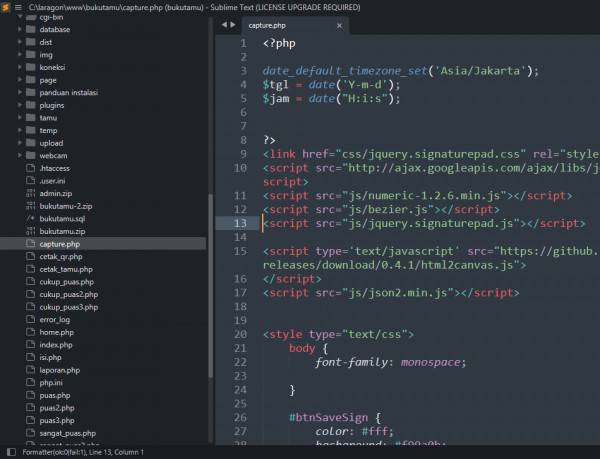 C:\laragon\www\bukutamu\capture.php (bukutamu) - Sublime Text (LICENSE UPGRADE REQUIRED)
cgi-bin
database
dist
img
koneksi
page
panduan instalasi
plugins
tamu
temp
upload
webcam
.htaccess
.user.ini
admin.zip
bukutamu-2.zip
bukutamu.sql
bukutamu.zip
capture.php
cetak_qr.php
cetak_tamu.php
cukup_puas.php
cukup_puas2.php
cukup_puas3.php
error_log
home.php
index.php
isi.php
laporan.php
php.ini
puas.php
puas2.php
puas3.php
sangat_puas.php
capture.php ×
1 <?php
2
3 date_default_timezone_set('Asia/Jakarta');
4 $tgl = date('Y-m-d');
5 $jam = date("H:i:s");
6
7
8 ?>
9 <link href="css/jquery.signaturepad.css" rel="style
10 <script src="http://ajax.googleapis.com/ajax/libs/j
script>
11 <script src="js/numeric-1.2.6.min.js"></script>
12 <script src="js/bezier.js"></script>
13 <script src="js/jquery.signaturepad.js"></script>
14
15 <script type='text/javascript' src="https://github.
releases/download/0.4.1/html2canvas.js">
16 </script>
17 <script src="js/json2.min.js"></script>
18
19
20 <style type="text/css">
21 body {
22 font-family: monospace;
23
24 }
25
26 #btnSaveSign {
27 color: #fff;
28
Formatter(ok:0|fail:1), Line 13, Column 1